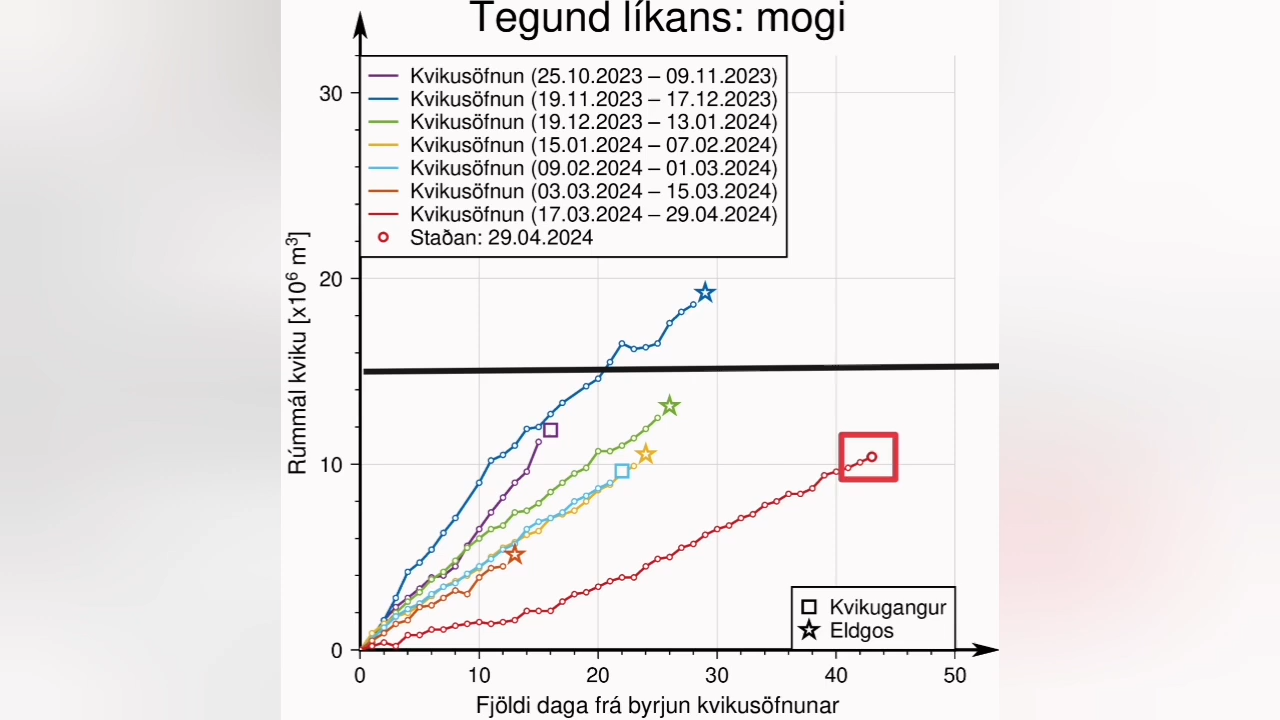 Tegund líkans: mogi
Kvikusöfnun (25.10.2023 – 09.11.2023)
Kvikusöfnun (19.11.2023 – 17.12.2023)
Kvikusöfnun (19.12.2023 – 13.01.2024)
Kvikusöfnun (15.01.2024 – 07.02.2024)
Kvikusöfnun (09.02.2024 – 01.03.2024)
Kvikusöfnun (03.03.2024 – 15.03.2024)
Kvikusöfnun (17.03.2024 – 29.04.2024)
Staðan: 29.04.2024
Rúmmál kviku [x10⁶ m³]
30
20
10
0
Kvikugangur
Eldgos
0 10 20 30 40 50
Fjöldi daga frá byrjun kvikusöfnunar